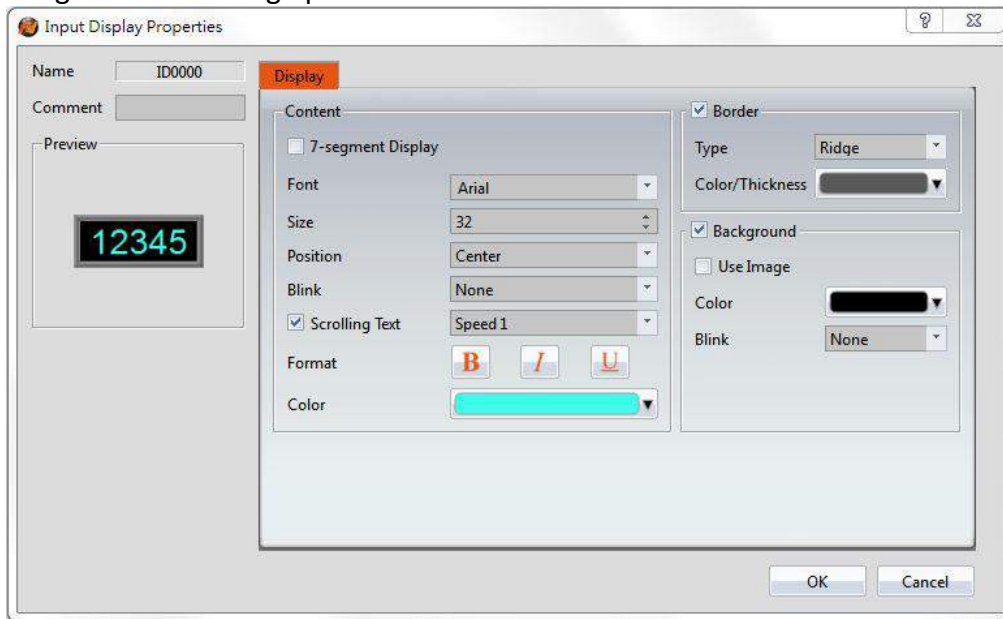 Input Display Properties
Name ID0000
Comment
Preview
12345
Display
Content
7-segment Display
Font Arial
Size 32
Position Center
Blink None
Scrolling Text Speed 1
Format B I U
Color
Border
Type Ridge
Color/Thickness
Background
Use Image
Color
Blink None
OK Cancel